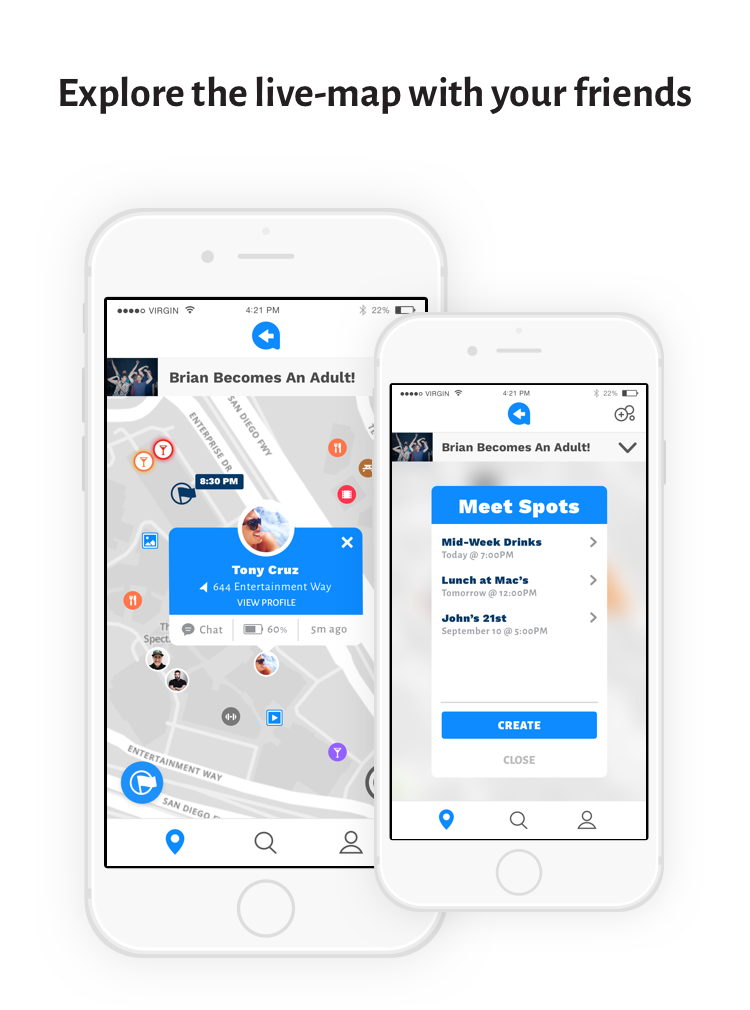 Explore the live-map with your friends
VIRGIN 4:21 PM 22%
Brian Becomes An Adult!
SAN DIEGO FWY
ENTERPRISE DR
8:30 PM
Tony Cruz
644 Entertainment Way
VIEW PROFILE
Chat 60% 5m ago
Spect
ENTERTAINMENT WAY
SAN DIEGO FW
VIRGIN 4:21 PM 22%
Brian Becomes An Adult!
Meet Spots
Mid-Week Drinks
Today @ 7:00PM
Lunch at Mac's
Tomorrow @ 12:00PM
John's 21st
September 10 @ 5:00PM
CREATE
CLOSE